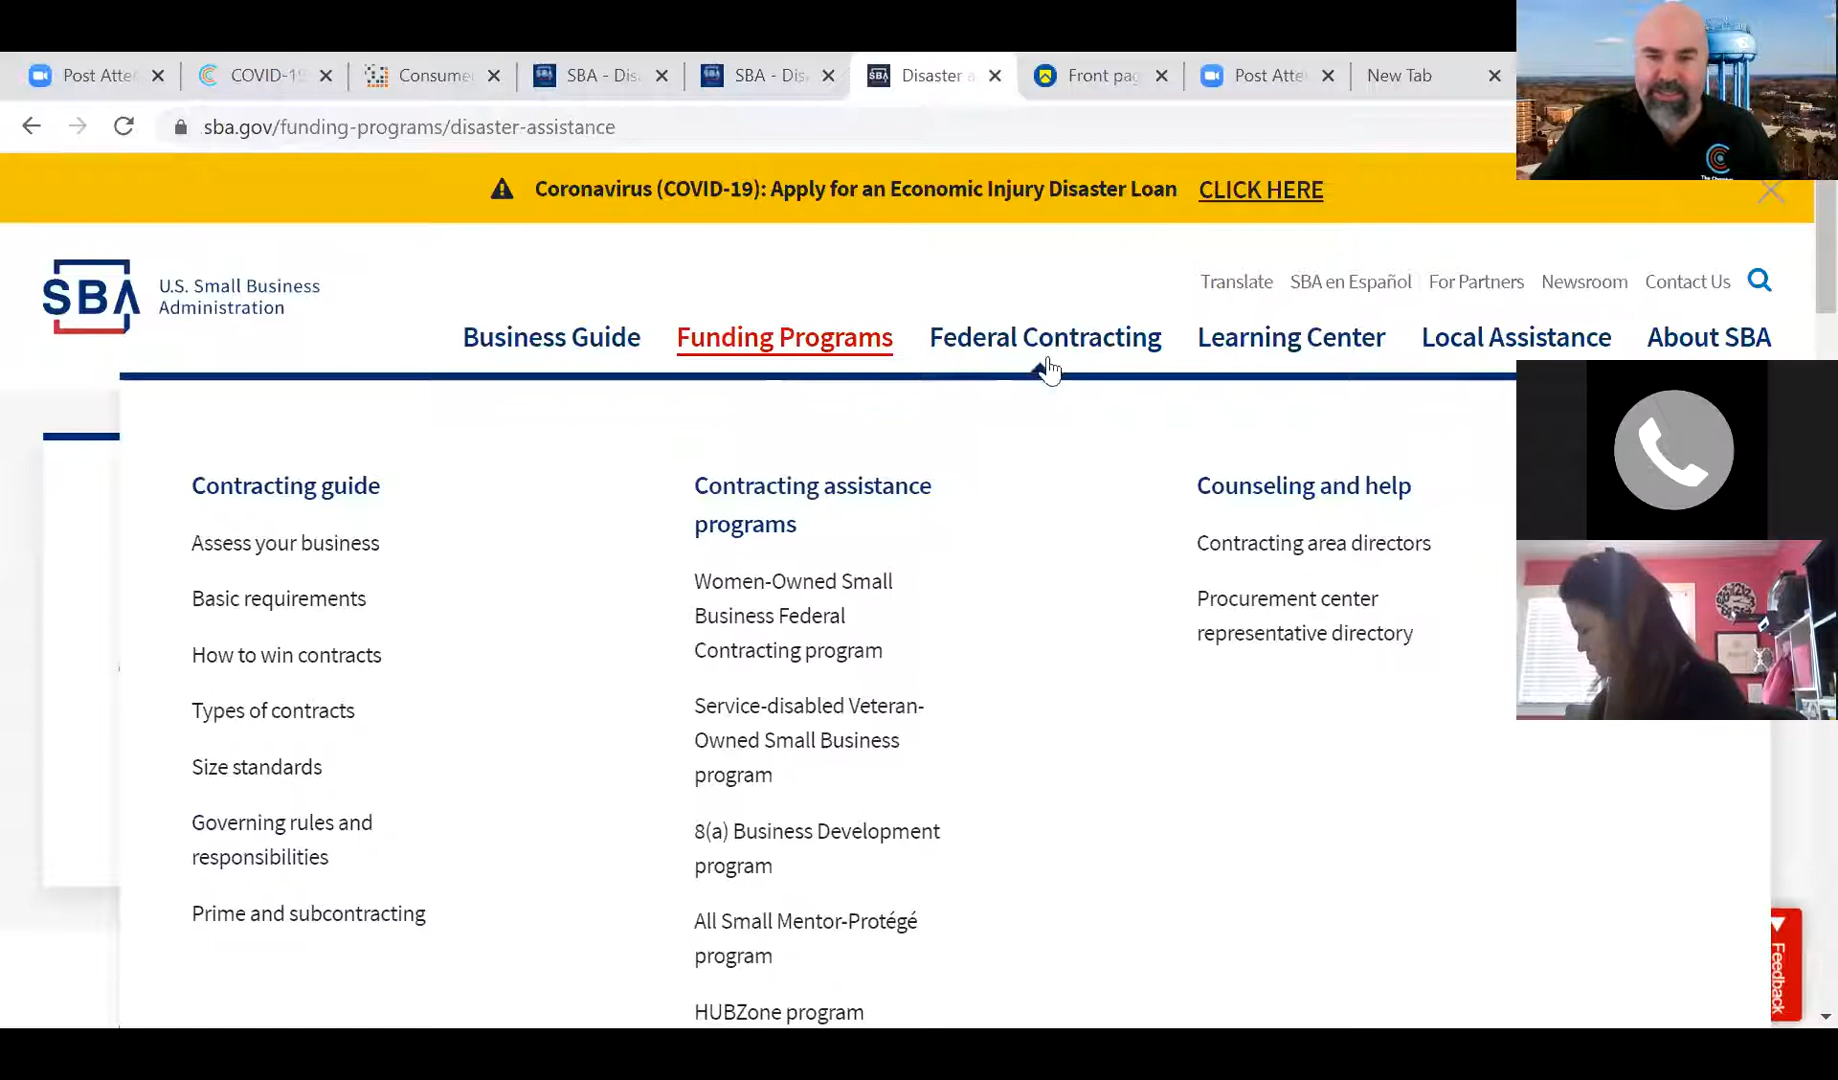 Post Atte
COVID-19
Consume
SBA - Dis
SBA - Dis
Disaster a
Front pag
Post Atte
New Tab
sba.gov/funding-programs/disaster-assistance
Coronavirus (COVID-19): Apply for an Economic Injury Disaster Loan CLICK HERE
SBA
U.S. Small Business
Administration
Translate SBA en Español For Partners Newsroom Contact Us
Business Guide Funding Programs Federal Contracting Learning Center Local Assistance About SBA
Contracting guide
Assess your business
Basic requirements
How to win contracts
Types of contracts
Size standards
Governing rules and
responsibilities
Prime and subcontracting
Contracting assistance
programs
Women-Owned Small
Business Federal
Contracting program
Service-disabled Veteran-
Owned Small Business
program
8(a) Business Development
program
All Small Mentor-Protégé
program
HUBZone program
Counseling and help
Contracting area directors
Procurement center
representative directory
Feedback